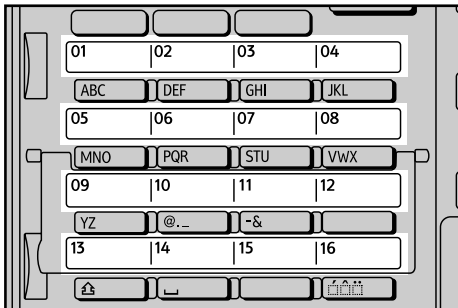 01 02 03 04
ABC DEF GHI JKL
05 06 07 08
MNO PQR STU VWX
09 10 11 12
YZ @._ -&
13 14 15 16
óÔö